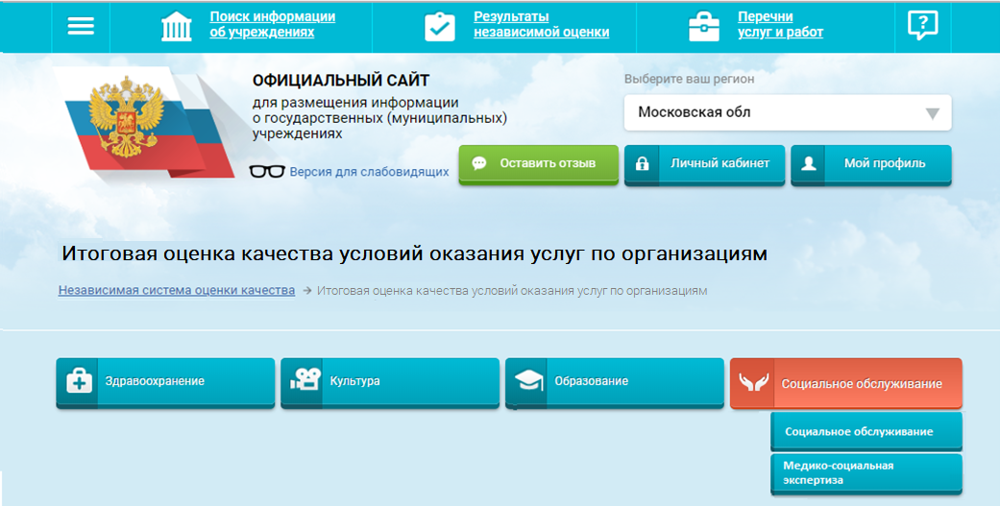 Поиск информации
об учреждениях
Результаты
независимой оценки
Перечни
услуг и работ
?
ОФИЦИАЛЬНЫЙ САЙТ
для размещения информации
о государственных (муниципальных)
учреждениях
Версия для слабовидящих
Выберите ваш регион
Московская обл
Оставить отзыв
Личный кабинет
Мой профиль
Итоговая оценка качества условий оказания услуг по организациям
Независимая система оценки качества → Итоговая оценка качества условий оказания услуг по организациям
Здравоохранение
Культура
Образование
Социальное обслуживание
Социальное обслуживание
Медико-социальная
экспертиза